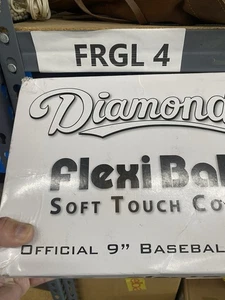 FRGL 4
Diamond
Flexi Bal
SOFT TOUCH CO
OFFICIAL 9" BASEBAL